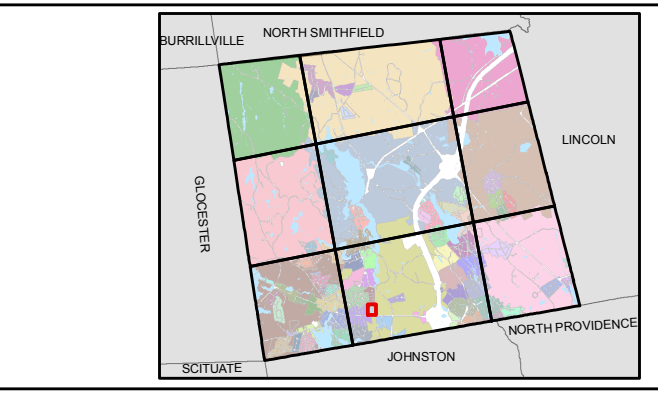 BURRILLVILLE
NORTH SMITHFIELD
LINCOLN
GLOCESTER
NORTH PROVIDENCE
JOHNSTON
SCITUATE